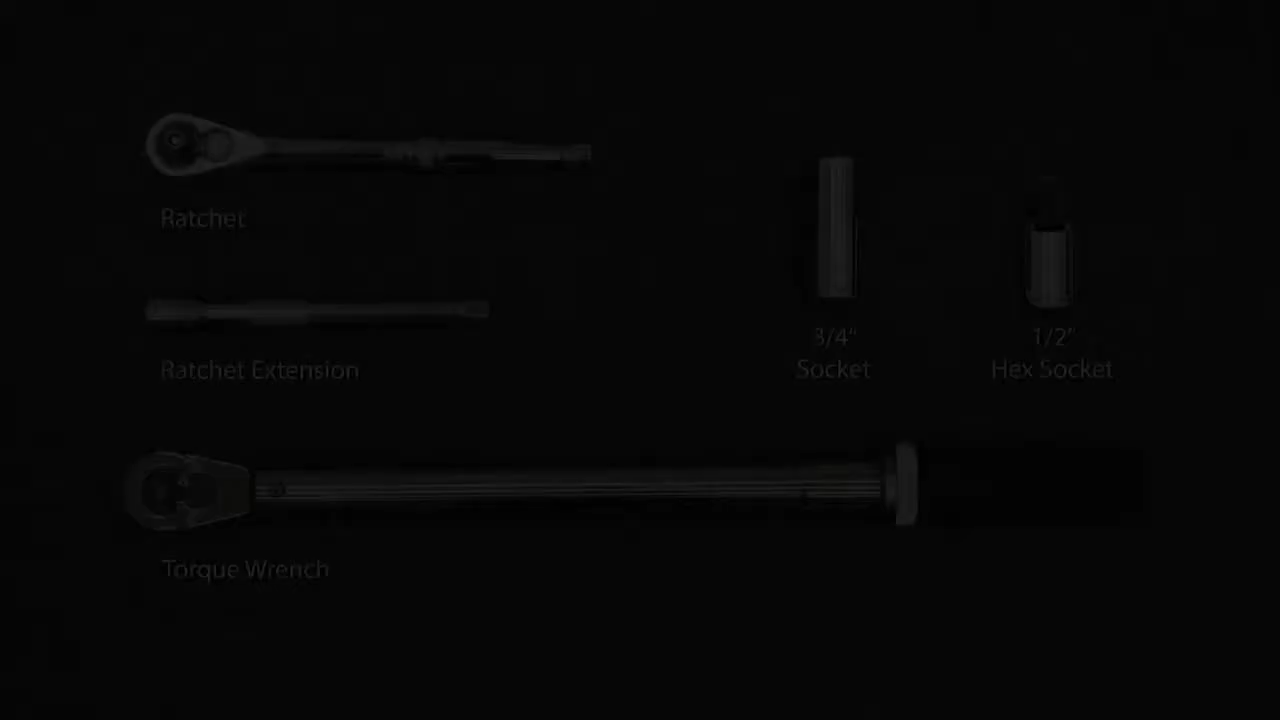 Ratchet
Ratchet Extension
3/4"
Socket
1/2"
Hex Socket
Torque Wrench